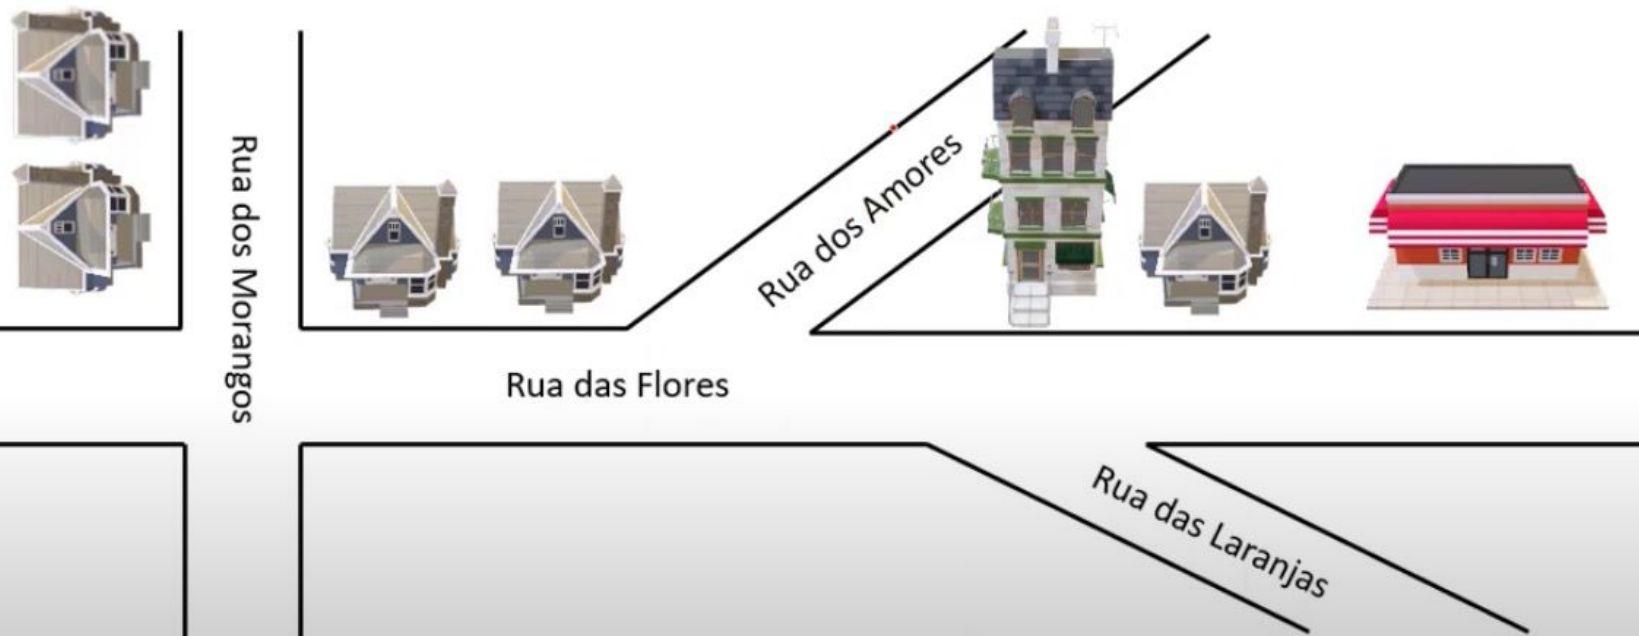 Rua dos Morangos
Rua dos Amores
Rua das Flores
Rua das Laranjas